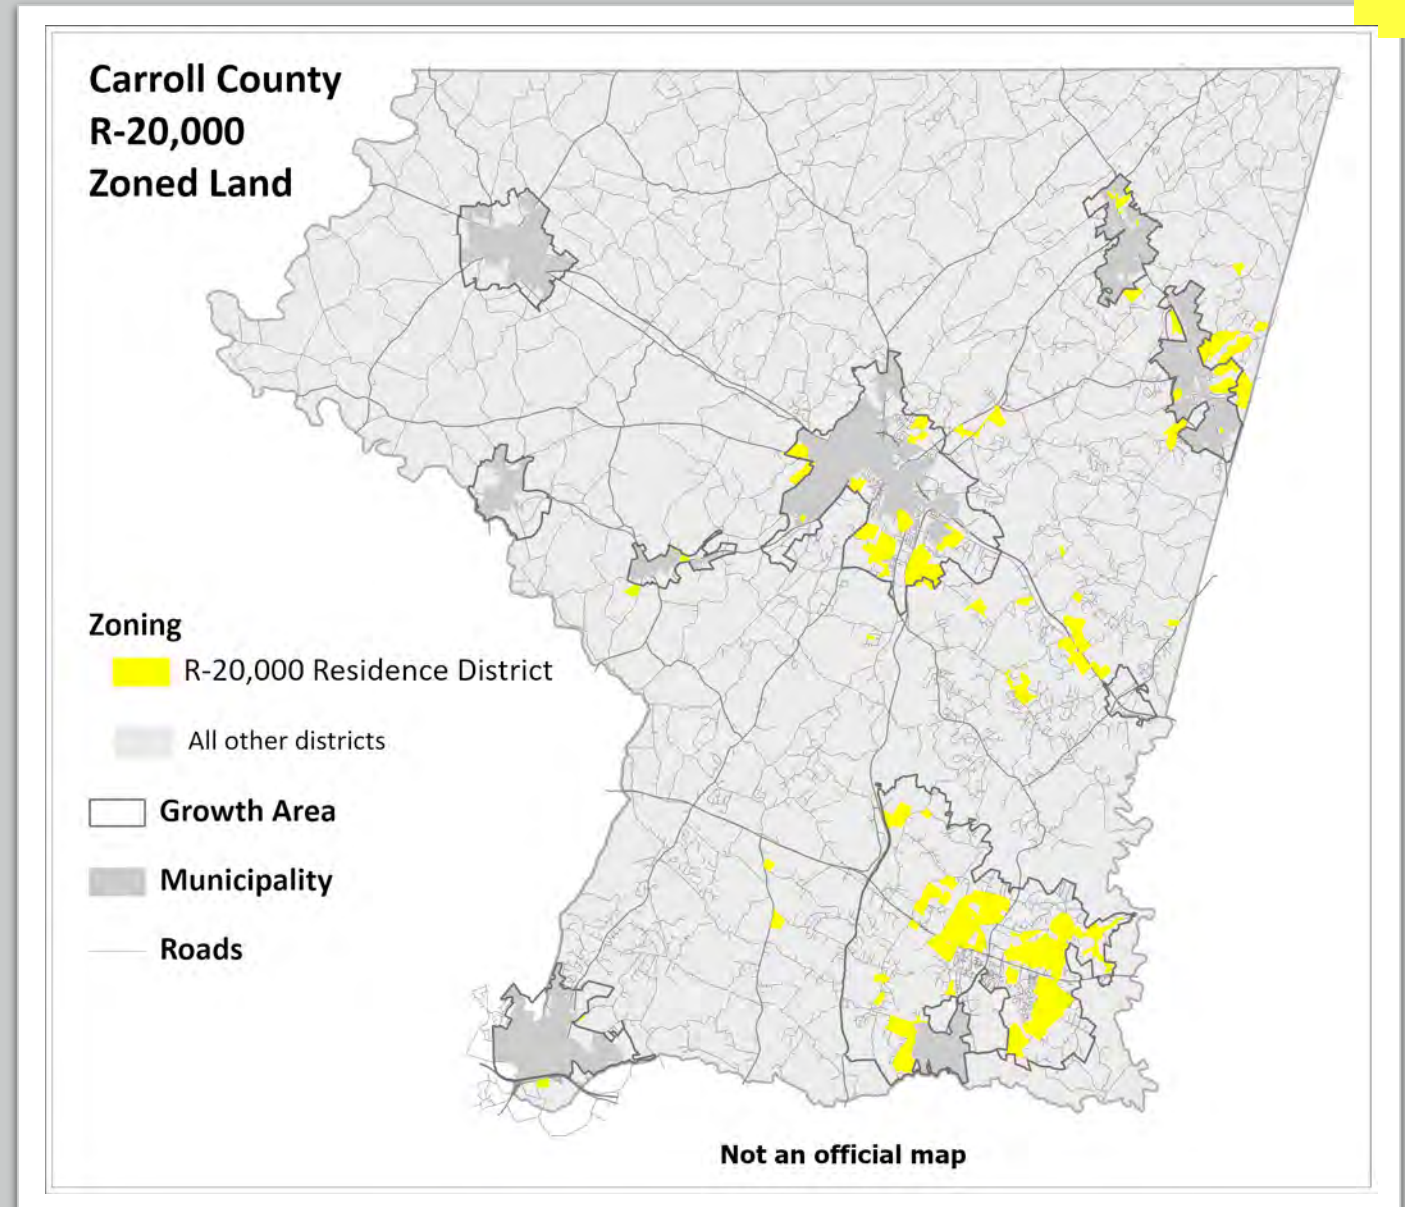 Carroll County
R-20,000
Zoned Land
Zoning
R-20,000 Residence District
All other districts
Growth Area
Municipality
Roads
Not an official map